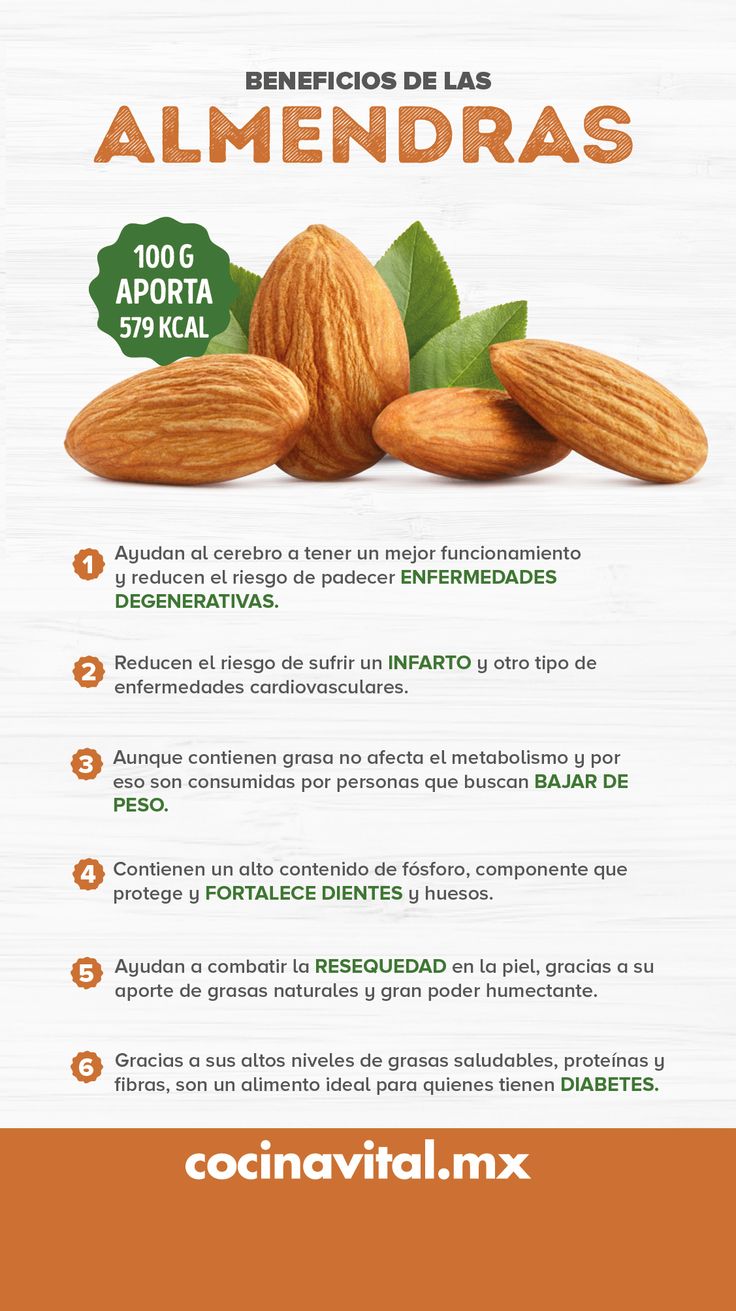 BENEFICIOS DE LAS
ALMENDRAS
100 G
APORTA
579 KCAL
1 Ayudan al cerebro a tener un mejor funcionamiento
y reducen el riesgo de padecer ENFERMEDADES
DEGENERATIVAS.
2 Reducen el riesgo de sufrir un INFARTO y otro tipo de
enfermedades cardiovasculares.
3 Aunque contienen grasa no afecta el metabolismo y por
eso son consumidas por personas que buscan BAJAR DE
PESO.
4 Contienen un alto contenido de fósforo, componente que
protege y FORTALECE DIENTES y huesos.
5 Ayudan a combatir la RESEQUEDAD en la piel, gracias a su
aporte de grasas naturales y gran poder humectante.
6 Gracias a sus altos niveles de grasas saludables, proteínas y
fibras, son un alimento ideal para quienes tienen DIABETES.
cocinavital.mx